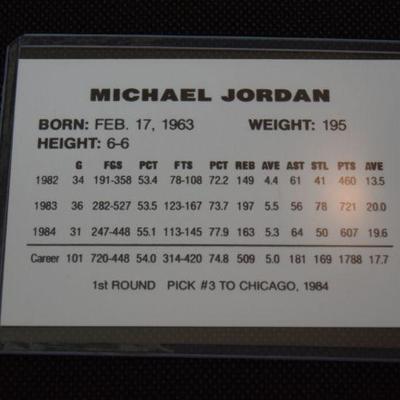 MICHAEL JORDAN
BORN: FEB. 17, 1963 WEIGHT: 195
HEIGHT: 6-6
G FGS PCT FTS PCT REB AVE AST STL PTS AVE
1982 34 191-358 53.4 78-108 72.2 149 4.4 61 41 460 13.5
1983 36 282-527 53.5 123-167 73.7 197 5.5 56 78 721 20.0
1984 31 247-448 55.1 113-145 77.9 163 5.3 64 50 607 19.6
Career 101 720-448 54.0 314-420 74.8 509 5.0 181 169 1788 17.7
1st ROUND PICK #3 TO CHICAGO, 1984